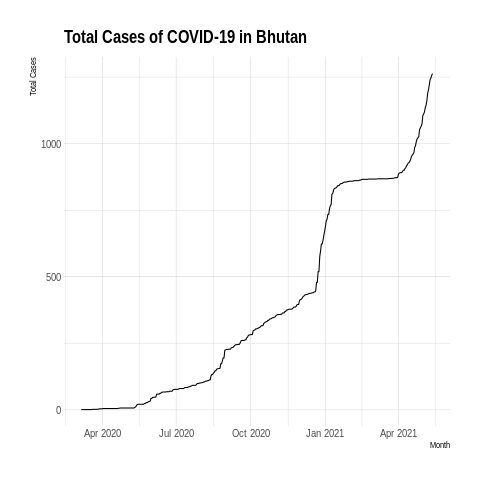 Total Cases of COVID-19 in Bhutan
Total Cases
1000
500
0
Apr 2020 Jul 2020 Oct 2020 Jan 2021 Apr 2021
Month